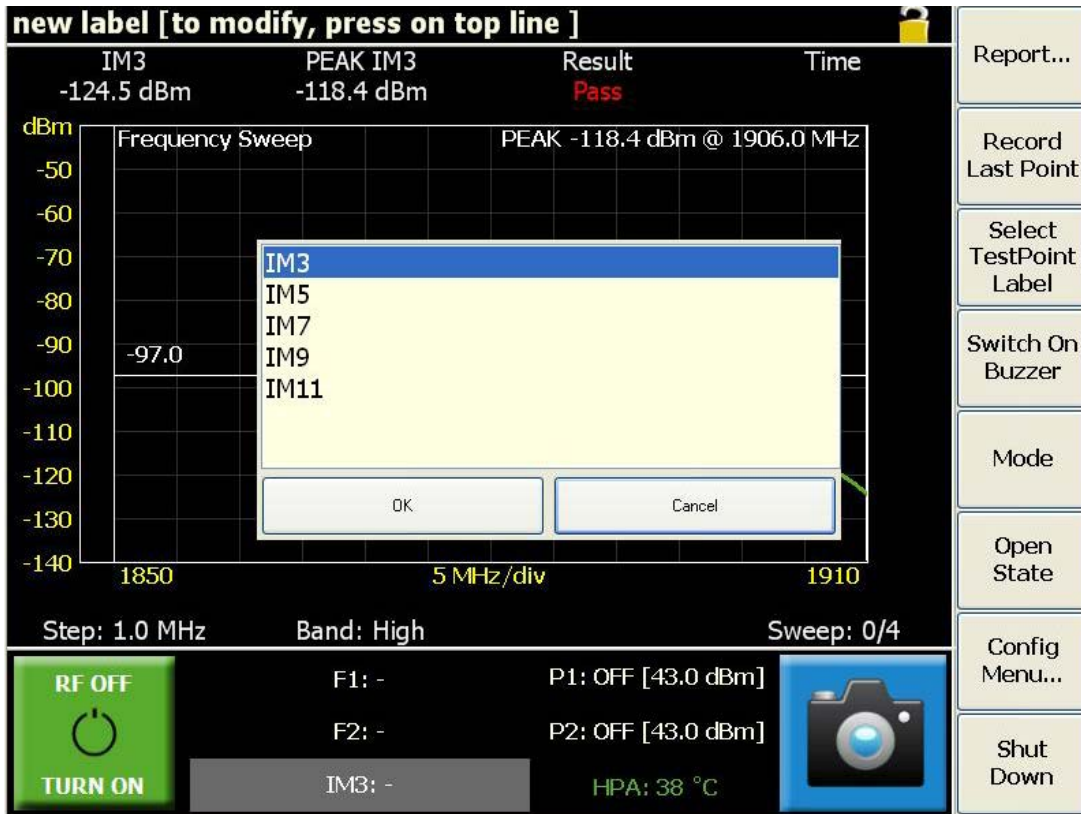 new label [to modify, press on top line ]
IM3 PEAK IM3 Result Time
-124.5 dBm -118.4 dBm Pass
dBm
Frequency Sweep PEAK -118.4 dBm @ 1906.0 MHz
-50
-60
-70
-80
-90
-100
-110
-120
-130
-140
-97.0
IM3
IM5
IM7
IM9
IM11
OK Cancel
1850 5 MHz/div 1910
Step: 1.0 MHz Band: High Sweep: 0/4
RF OFF
TURN ON
F1: - P1: OFF [43.0 dBm]
F2: - P2: OFF [43.0 dBm]
IM3: - HPA: 38 °C
Report...
Record
Last Point
Select
TestPoint
Label
Switch On
Buzzer
Mode
Open
State
Config
Menu...
Shut
Down